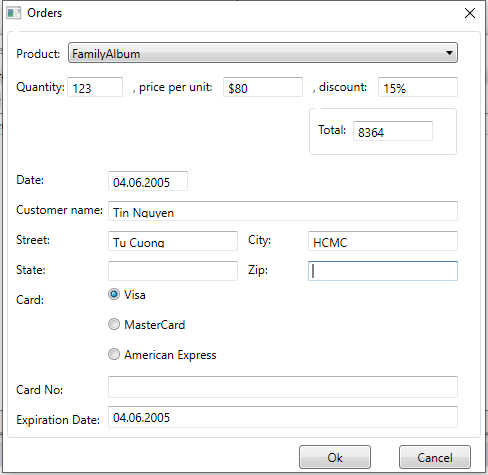 Orders
Product: FamilyAlbum
Quantity: 123 , price per unit: $80 , discount: 15%
Total: 8364
Date: 04.06.2005
Customer name: Tin Nguyen
Street: Tu Cuong City: HCMC
State: Zip:
Card: Visa
MasterCard
American Express
Card No:
Expiration Date: 04.06.2005
Ok Cancel